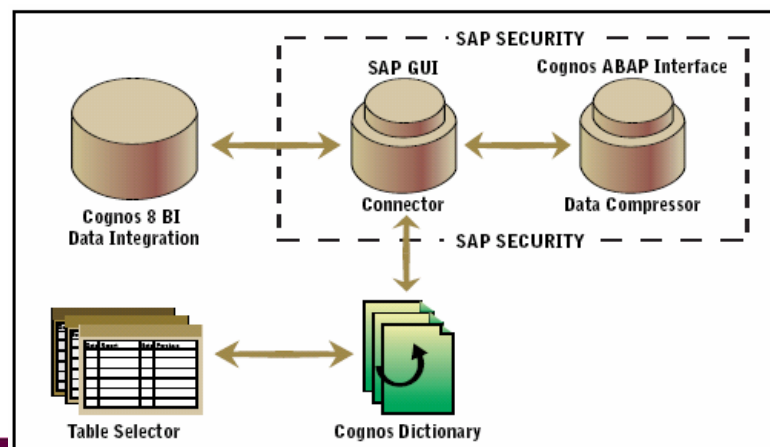 SAP SECURITY
SAP GUI
Cognos ABAP Interface
Cognos 8 BI
Data Integration
Connector
Data Compressor
SAP SECURITY
Table Selector
Cognos Dictionary